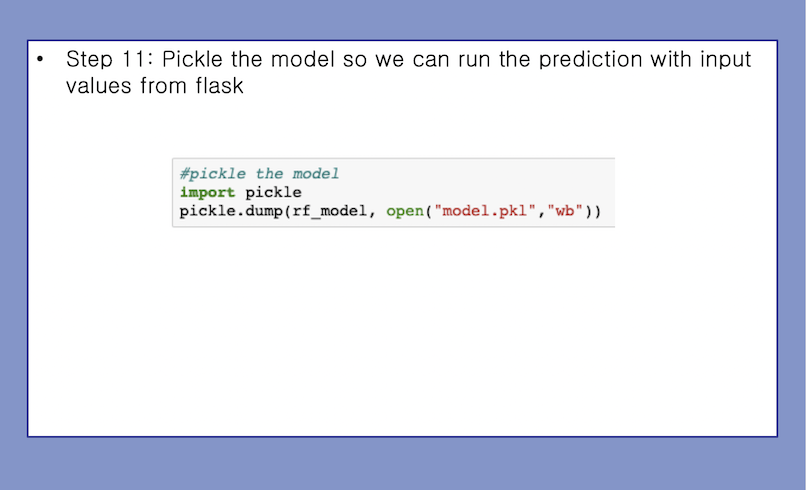 • Step 11: Pickle the model so we can run the prediction with input
values from flask
#pickle the model
import pickle
pickle.dump(rf_model, open("model.pkl","wb"))